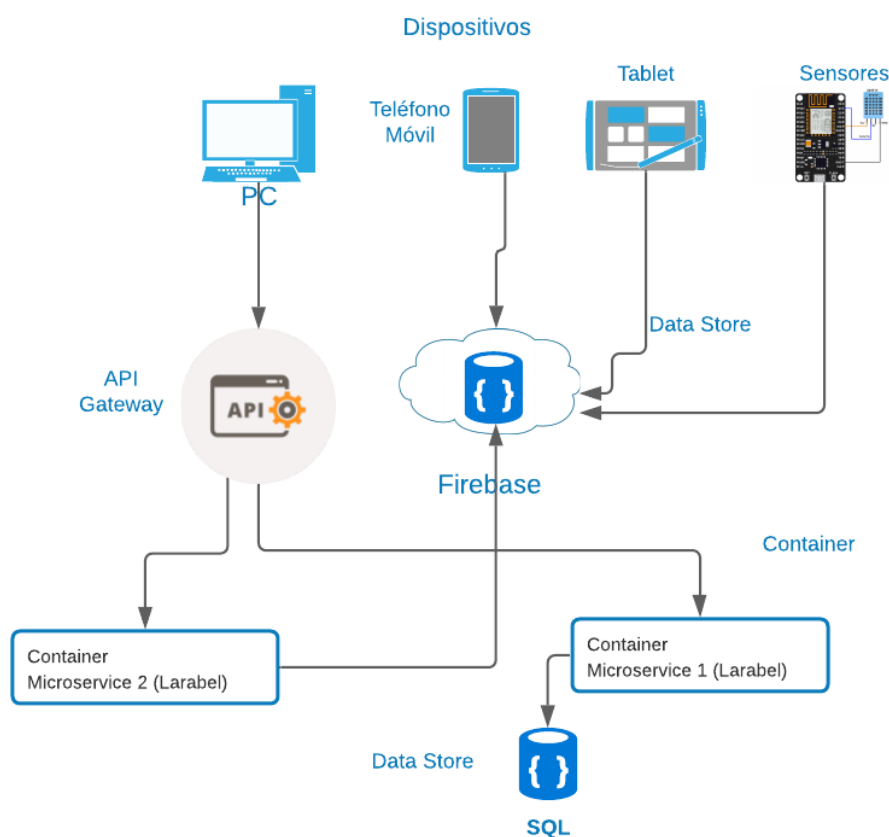 Dispositivos
Tablet
Sensores
Teléfono
Móvil
PC
Data Store
API
Gateway
API
{ }
Firebase
Container
Container
Microservice 2 (Larabel)
Container
Microservice 1 (Larabel)
Data Store
{ }
SQL